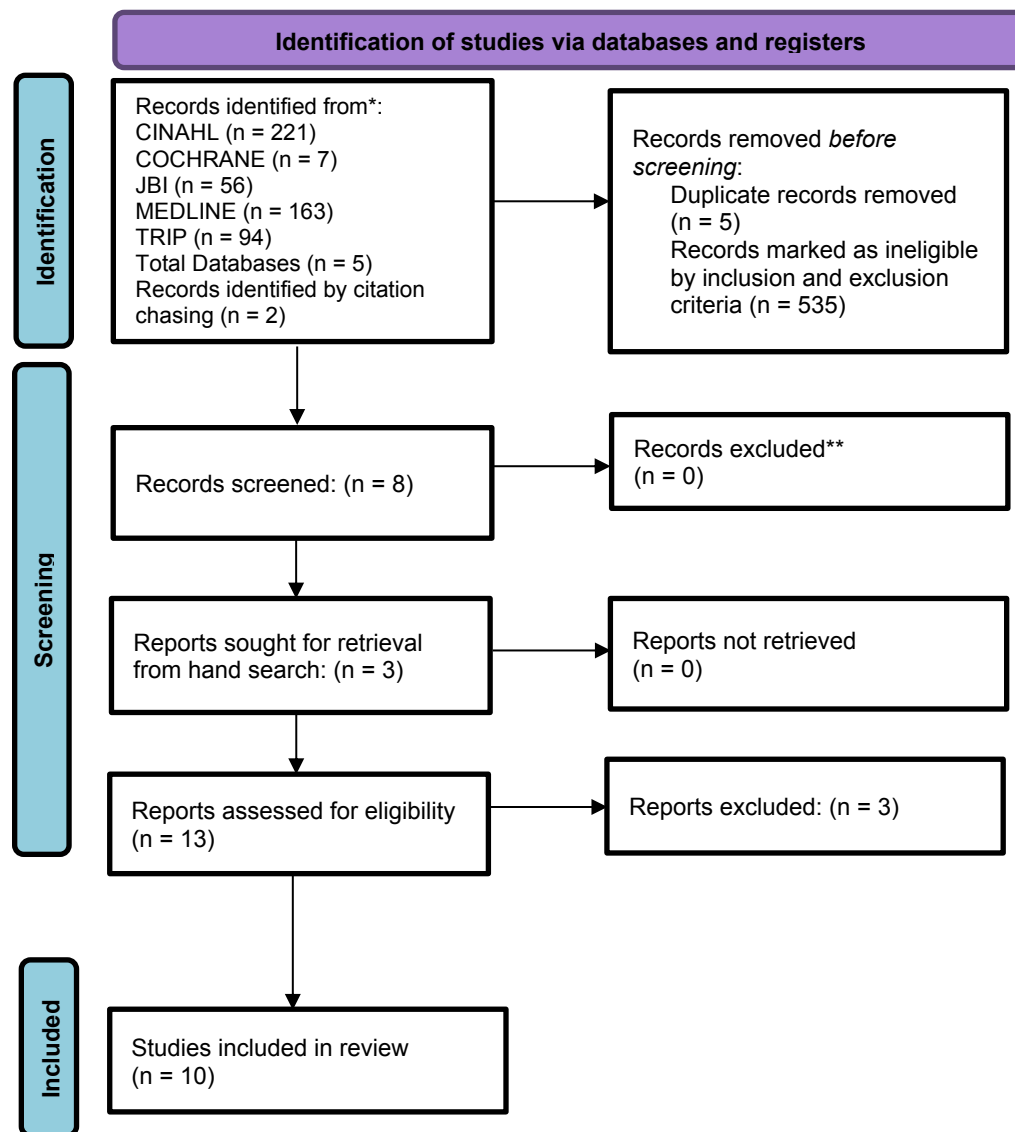 Identification of studies via databases and registers
Identification
Records identified from*:
CINAHL (n = 221)
COCHRANE (n = 7)
JBI (n = 56)
MEDLINE (n = 163)
TRIP (n = 94)
Total Databases (n = 5)
Records identified by citation
chasing (n = 2)
Records removed before
screening:
Duplicate records removed
(n = 5)
Records marked as ineligible
by inclusion and exclusion
criteria (n = 535)
Screening
Records screened: (n = 8)
Records excluded**
(n = 0)
Reports sought for retrieval
from hand search: (n = 3)
Reports not retrieved
(n = 0)
Reports assessed for eligibility
(n = 13)
Reports excluded: (n = 3)
Included
Studies included in review
(n = 10)